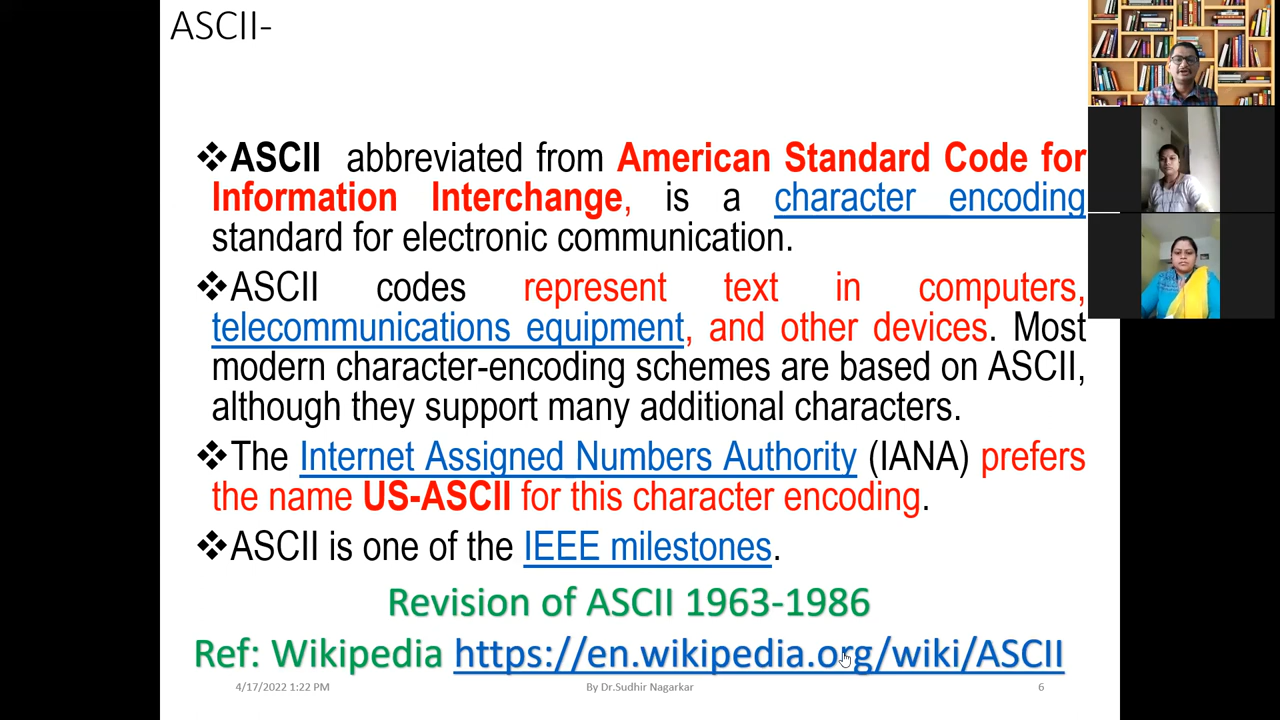 ASCII-
❖ASCII abbreviated from American Standard Code for
Information Interchange, is a character encoding
standard for electronic communication.
❖ASCII codes represent text in computers,
telecommunications equipment, and other devices. Most
modern character-encoding schemes are based on ASCII,
although they support many additional characters.
❖The Internet Assigned Numbers Authority (IANA) prefers
the name US-ASCII for this character encoding.
❖ASCII is one of the IEEE milestones.
Revision of ASCII 1963-1986
Ref: Wikipedia https://en.wikipedia.org/wiki/ASCII
4/17/2022 1:22 PM By Dr.Sudhir Nagarkar 6